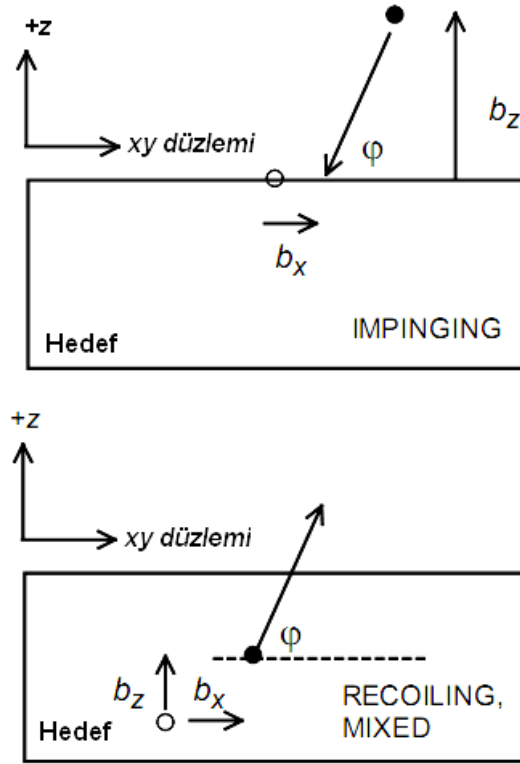 +z
xy düzlemi
φ
b_z
b_x
Hedef
IMPINGING
+z
xy düzlemi
φ
b_z b_x
Hedef
RECOILING,
MIXED